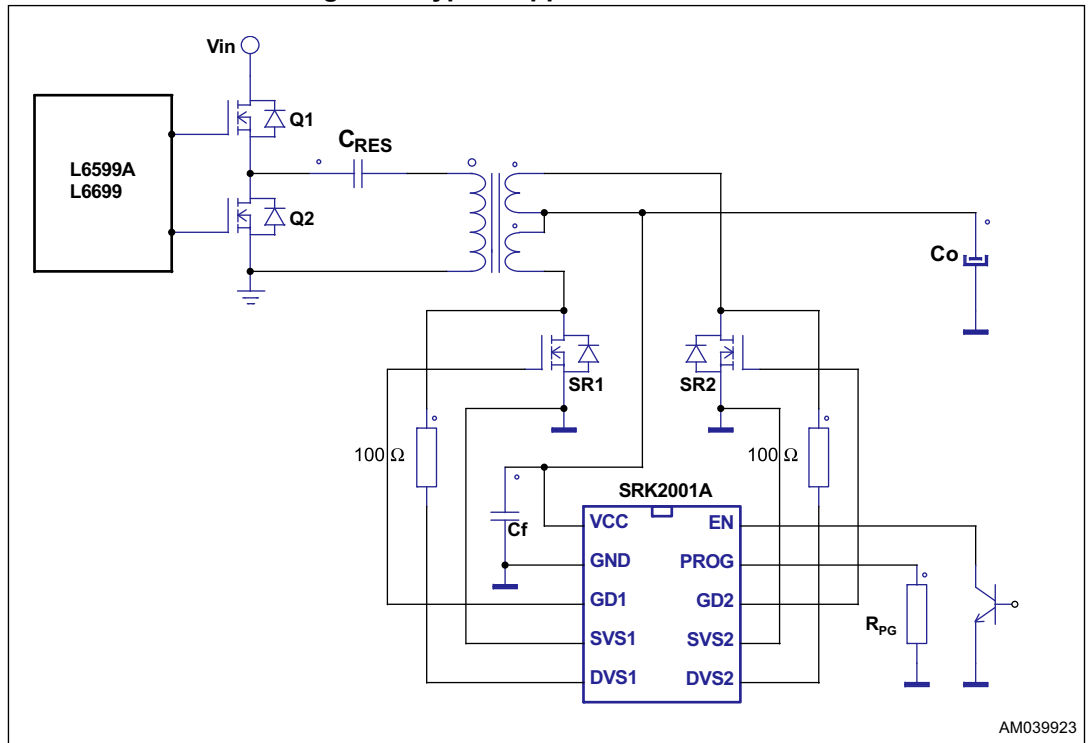 Vin
Q1
L6599A
L6699
CRES
Q2
Co
SR1
SR2
100 Ω
100 Ω
SRK2001A
Cf
VCC
EN
GND
PROG
GD1
GD2
RPG
SVS1
SVS2
DVS1
DVS2
AM039923